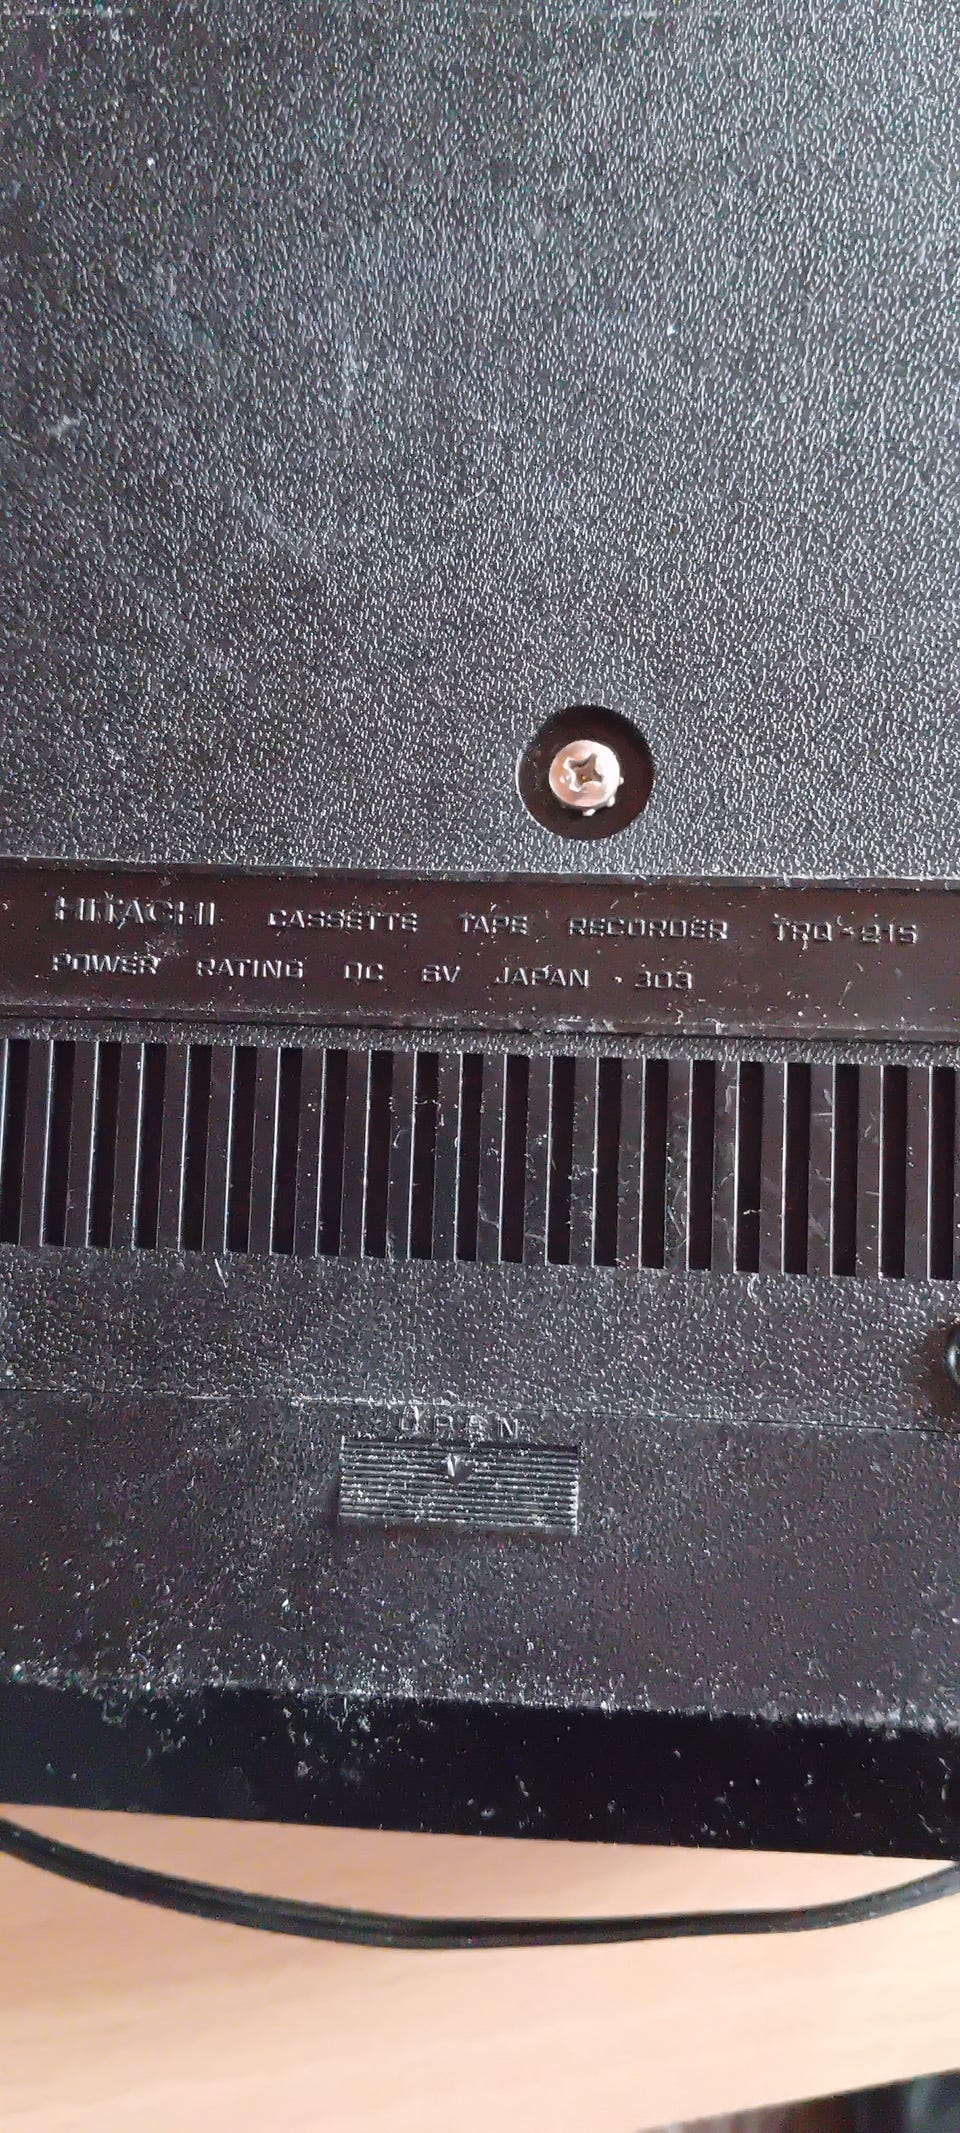 HITACHI CASSETTE TAPE RECORDER TRQ-215
POWER RATING DC 6V JAPAN · 303
OPEN